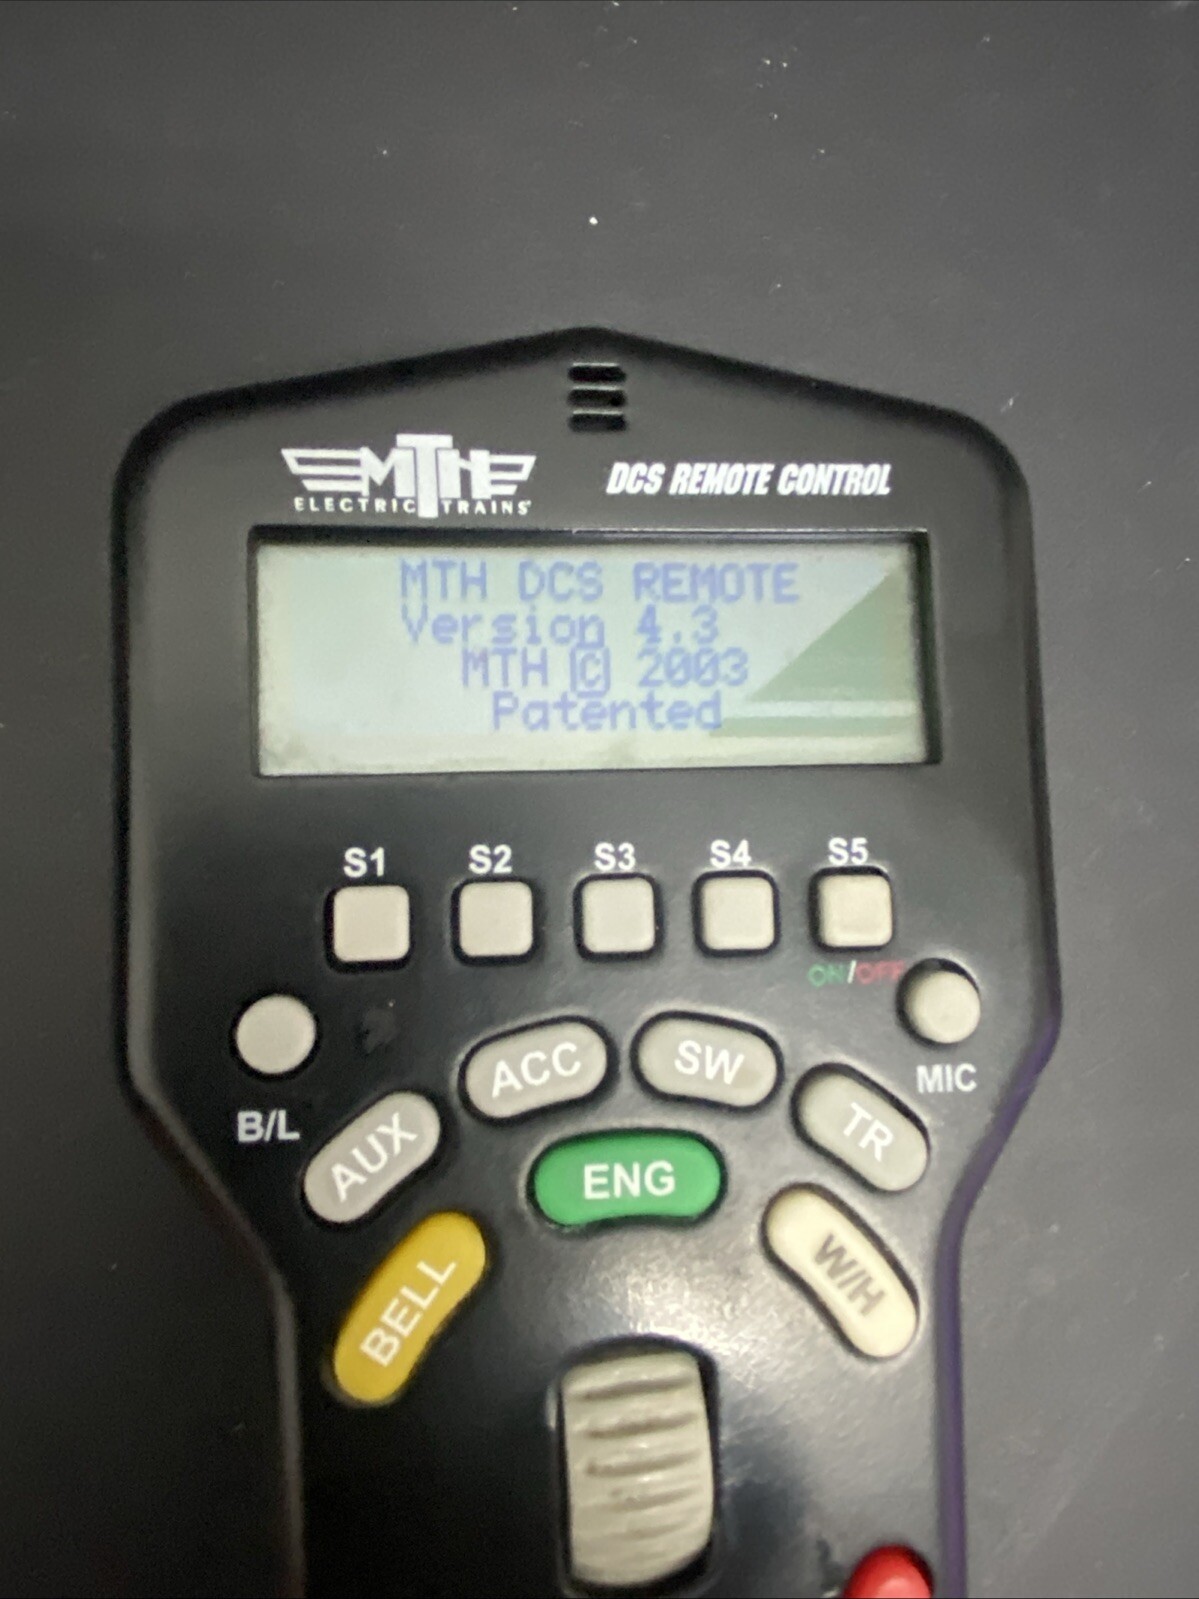 MTH
ELECTRIC TRAINS
DCS REMOTE CONTROL
MTH DCS REMOTE
Version 4.3
MTH © 2003
Patented
S1 S2 S3 S4 S5
ON/OFF
B/L
MIC
AUX
ACC
SW
TR
ENG
BELL
W/H